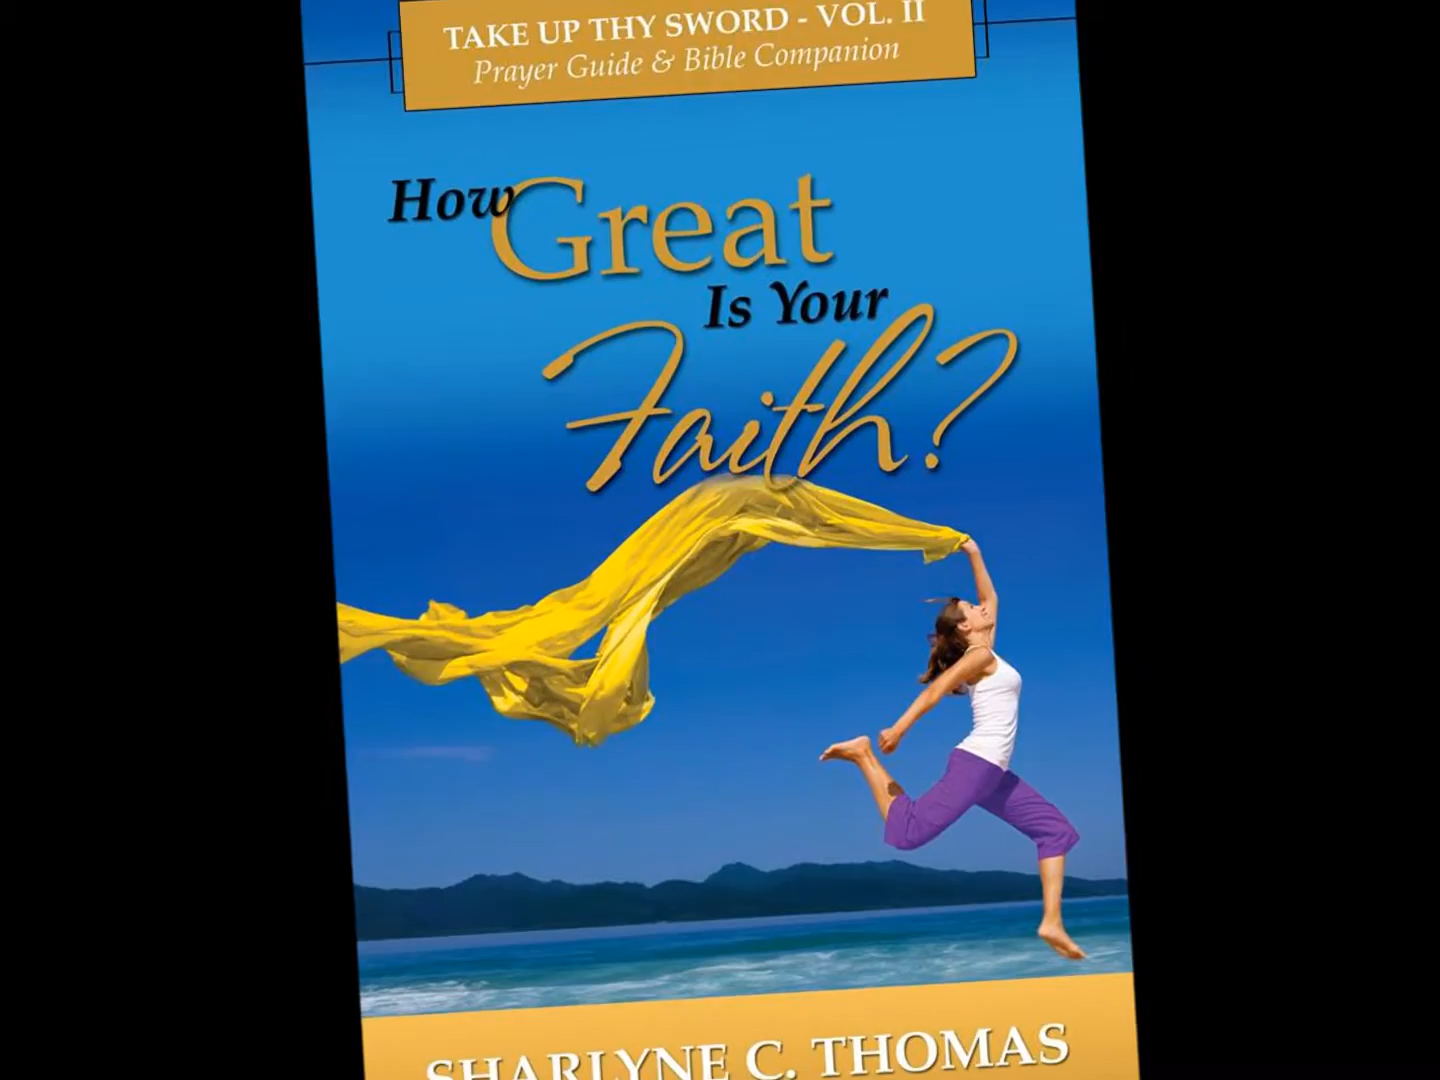 TAKE UP THY SWORD - VOL. II
Prayer Guide & Bible Companion
How Great
Is Your
Faith?
SHARLYNE C. THOMAS